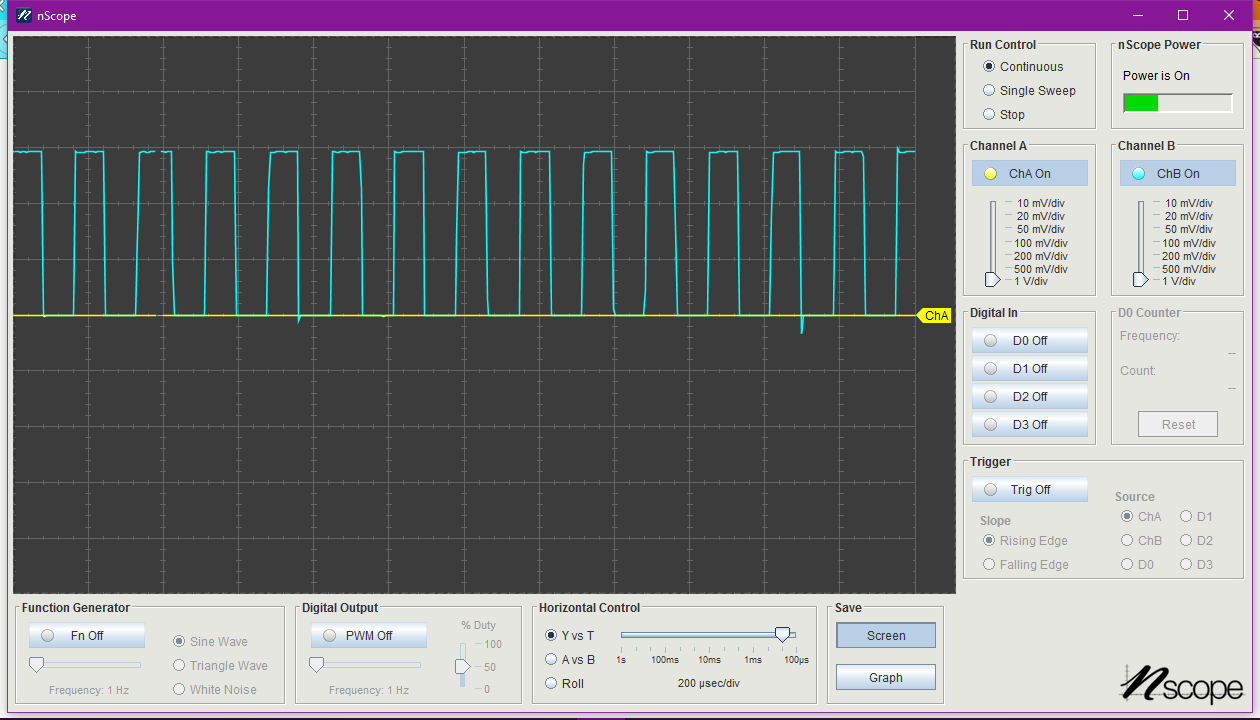 nScope
Run Control
Continuous
Single Sweep
Stop
nScope Power
Power is On
Channel A
ChA On
10 mV/div
20 mV/div
50 mV/div
100 mV/div
200 mV/div
500 mV/div
1 V/div
Channel B
ChB On
10 mV/div
20 mV/div
50 mV/div
100 mV/div
200 mV/div
500 mV/div
1 V/div
ChA
Digital In
D0 Off
D1 Off
D2 Off
D3 Off
D0 Counter
Frequency:
--
Count:
--
Reset
Trigger
Trig Off
Slope
Rising Edge
Falling Edge
Source
ChA D1
ChB D2
D0 D3
Function Generator
Fn Off
Sine Wave
Triangle Wave
White Noise
Frequency: 1 Hz
Digital Output
PWM Off
% Duty
100
50
0
Frequency: 1 Hz
Horizontal Control
Y vs T
A vs B
Roll
1s 100ms 10ms 1ms 100µs
200 µsec/div
Save
Screen
Graph
nscope